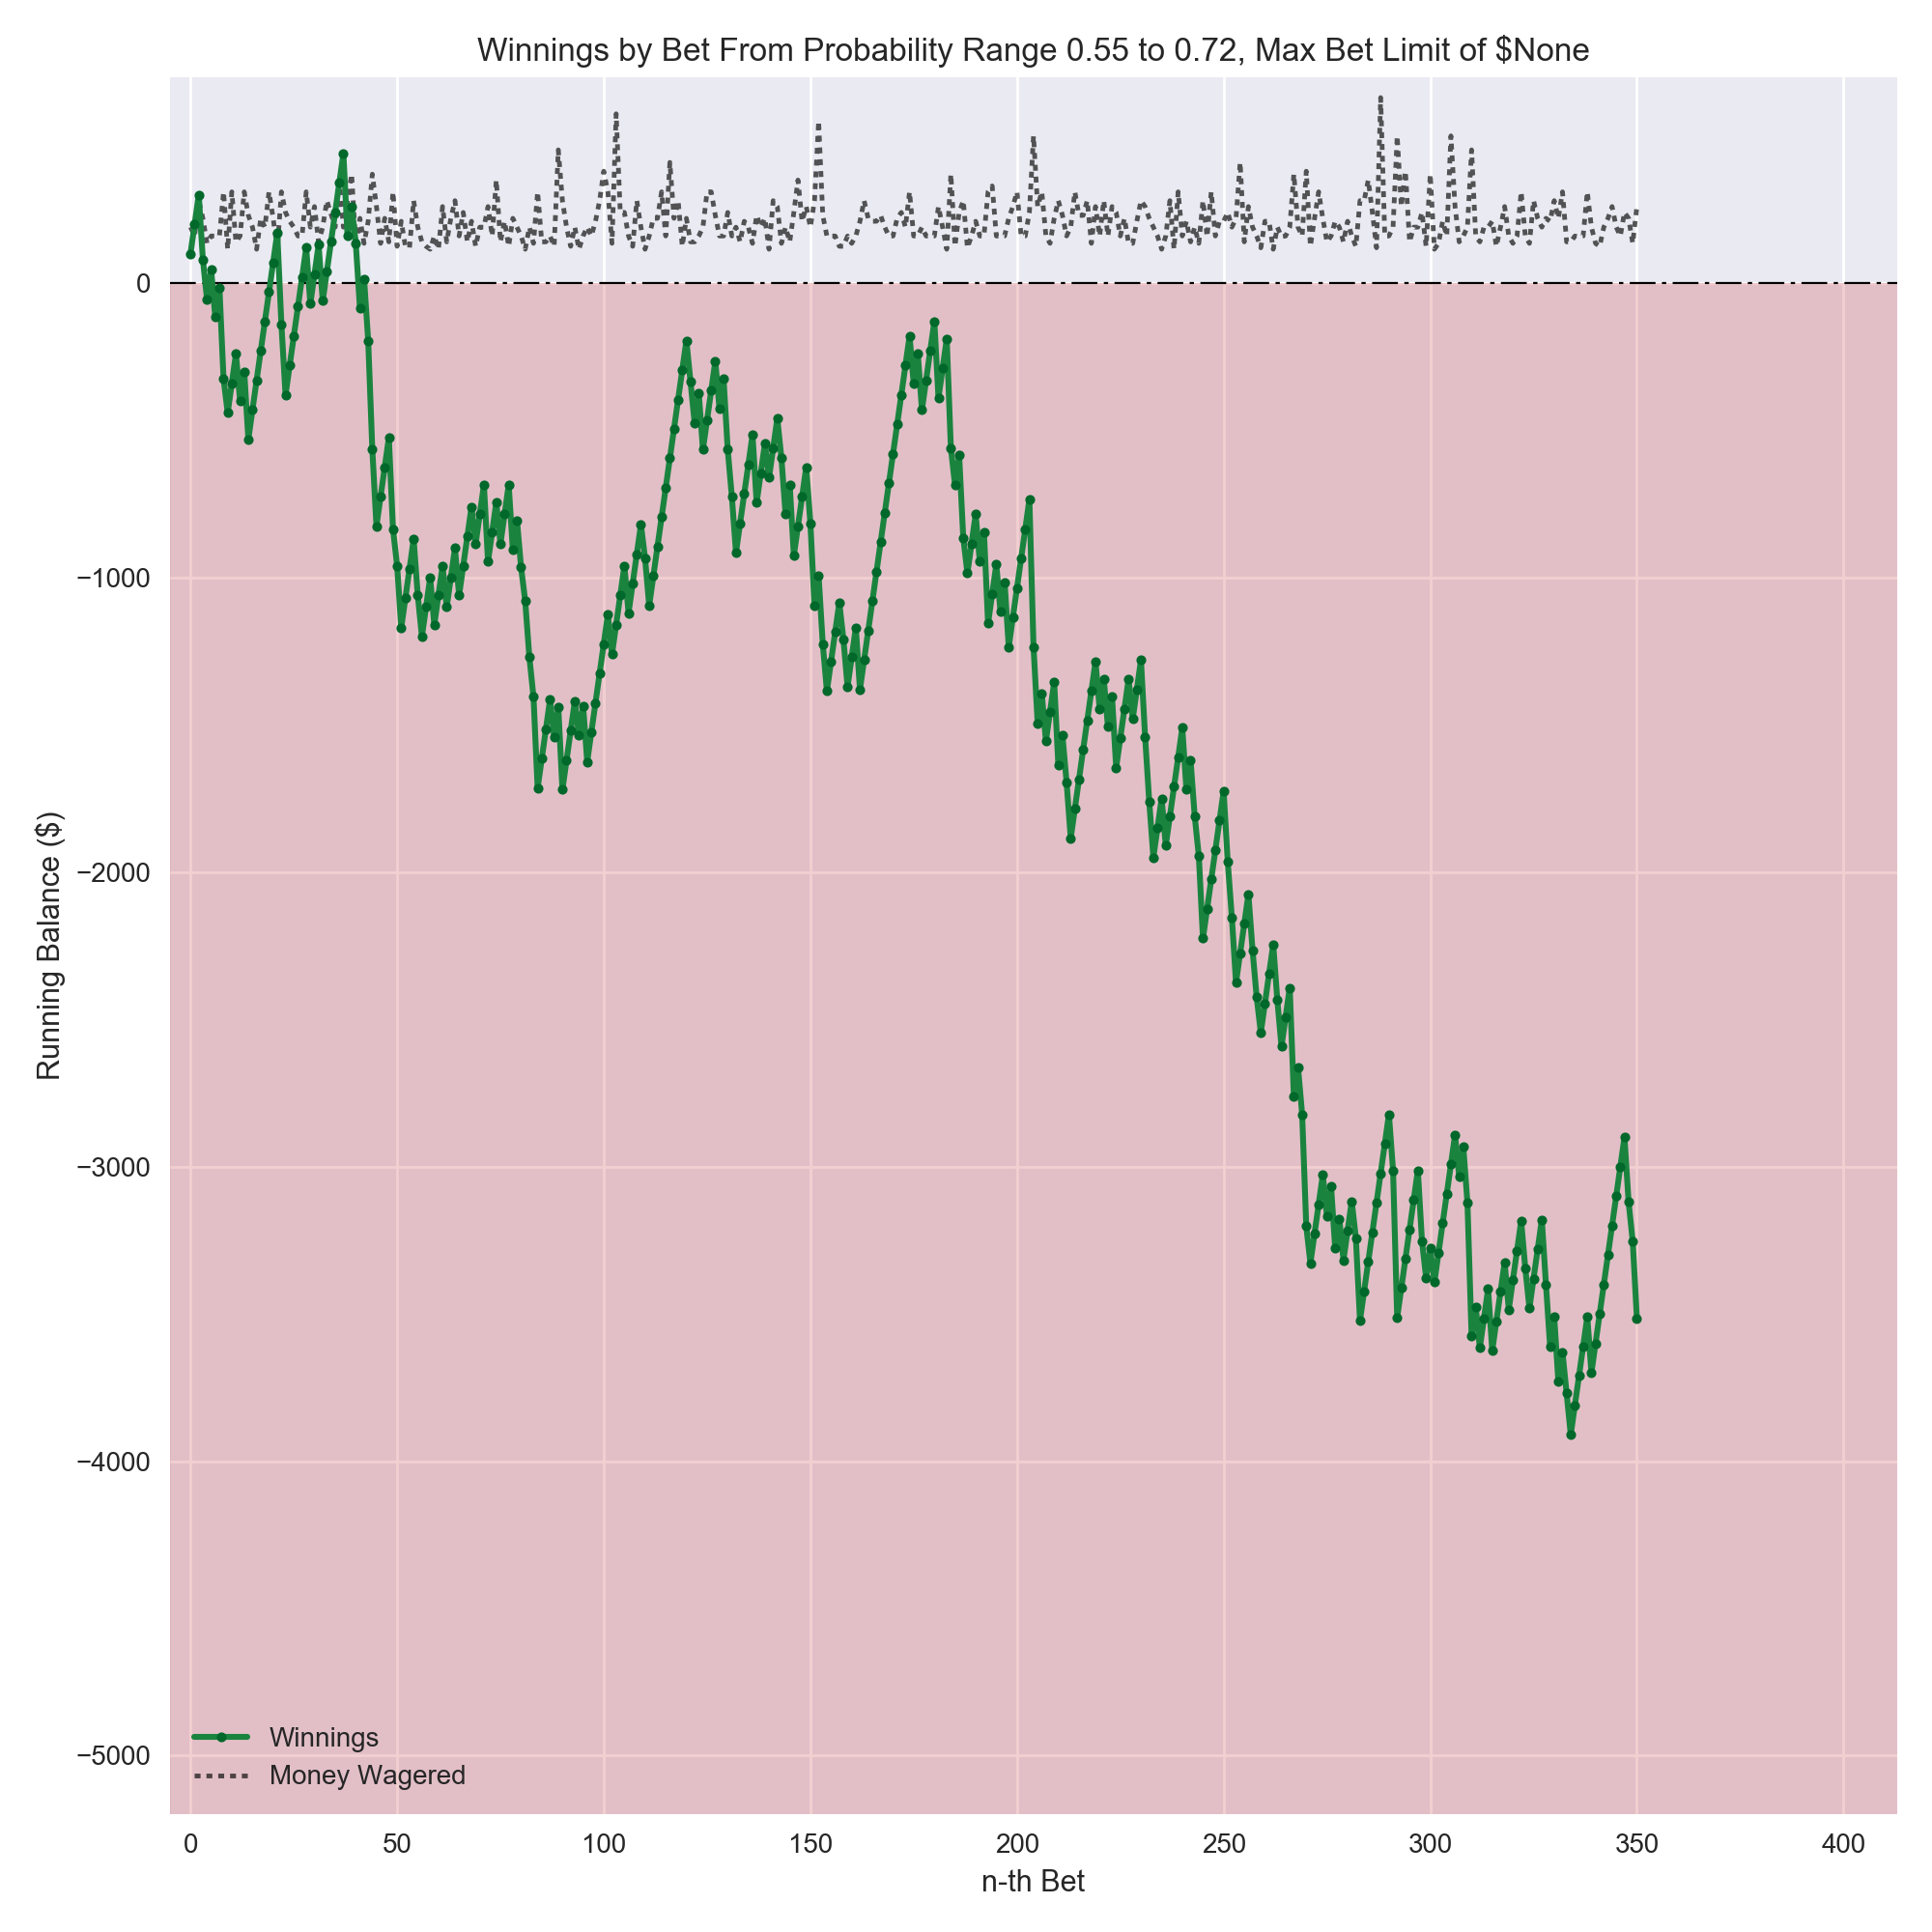 Winnings by Bet From Probability Range 0.55 to 0.72, Max Bet Limit of $None
0
−1000
−2000
−3000
−4000
−5000
Running Balance ($)
Winnings
Money Wagered
0 50 100 150 200 250 300 350 400
n-th Bet